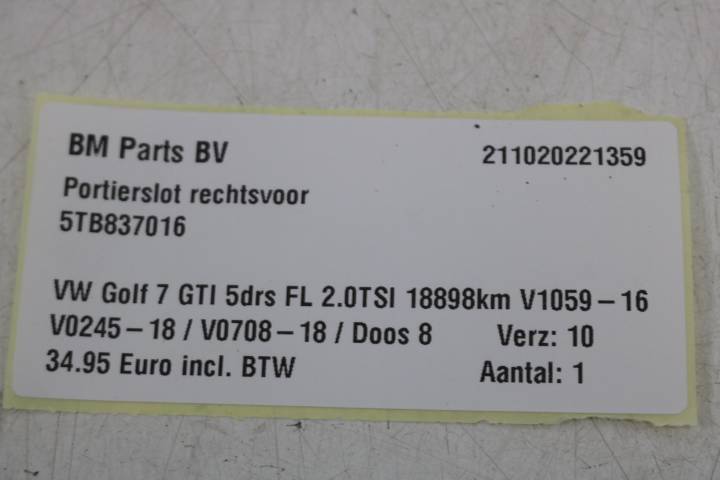 BM Parts BV 211020221359
Portierslot rechtsvoor
5TB837016
VW Golf 7 GTI 5drs FL 2.0TSI 18898km V1059-16
V0245-18 / V0708-18 / Doos 8 Verz: 10
34.95 Euro incl. BTW Aantal: 1